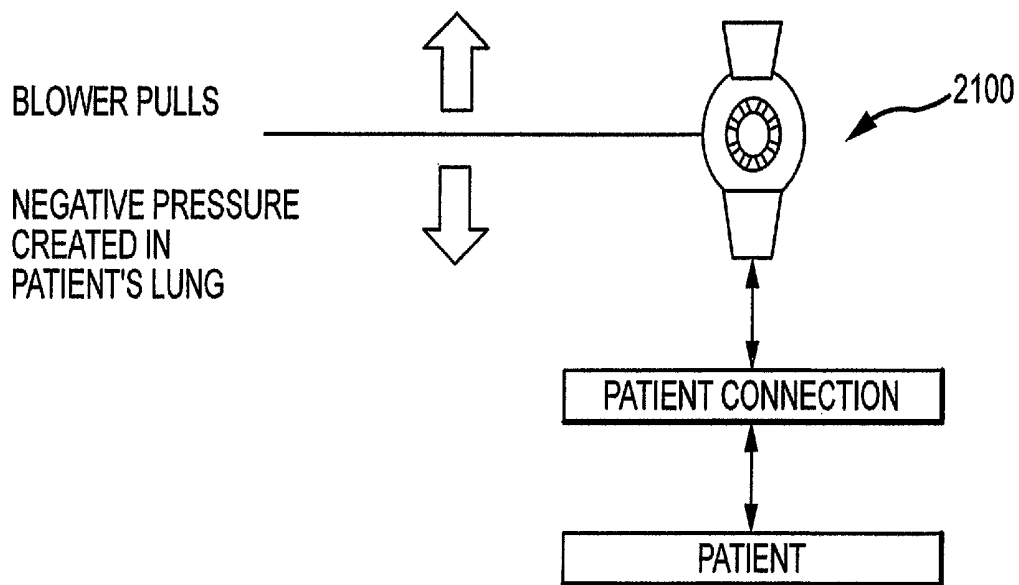 BLOWER PULLS
2100
NEGATIVE PRESSURE
CREATED IN
PATIENT'S LUNG
PATIENT CONNECTION
PATIENT